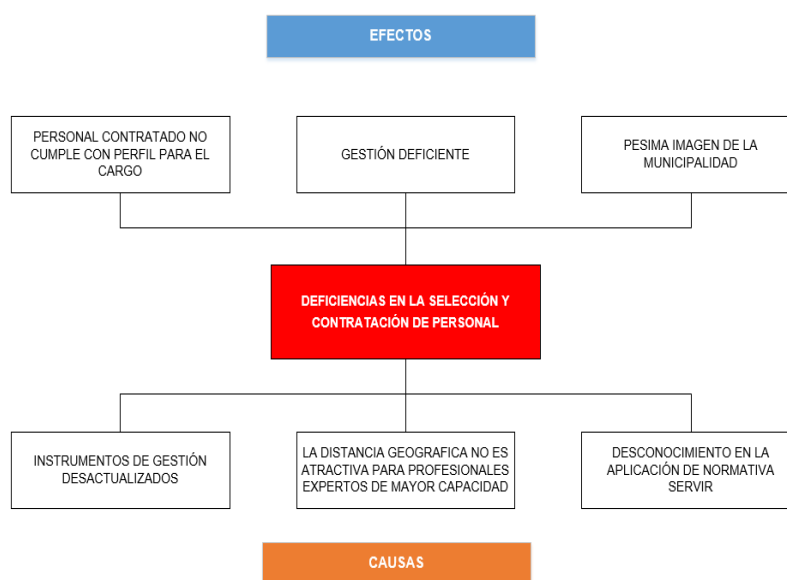 EFECTOS
PERSONAL CONTRATADO NO
CUMPLE CON PERFIL PARA EL
CARGO
GESTIÓN DEFICIENTE
PESIMA IMAGEN DE LA
MUNICIPALIDAD
DEFICIENCIAS EN LA SELECCIÓN Y
CONTRATACIÓN DE PERSONAL
INSTRUMENTOS DE GESTIÓN
DESACTUALIZADOS
LA DISTANCIA GEOGRAFICA NO ES
ATRACTIVA PARA PROFESIONALES
EXPERTOS DE MAYOR CAPACIDAD
DESCONOCIMIENTO EN LA
APLICACIÓN DE NORMATIVA
SERVIR
CAUSAS